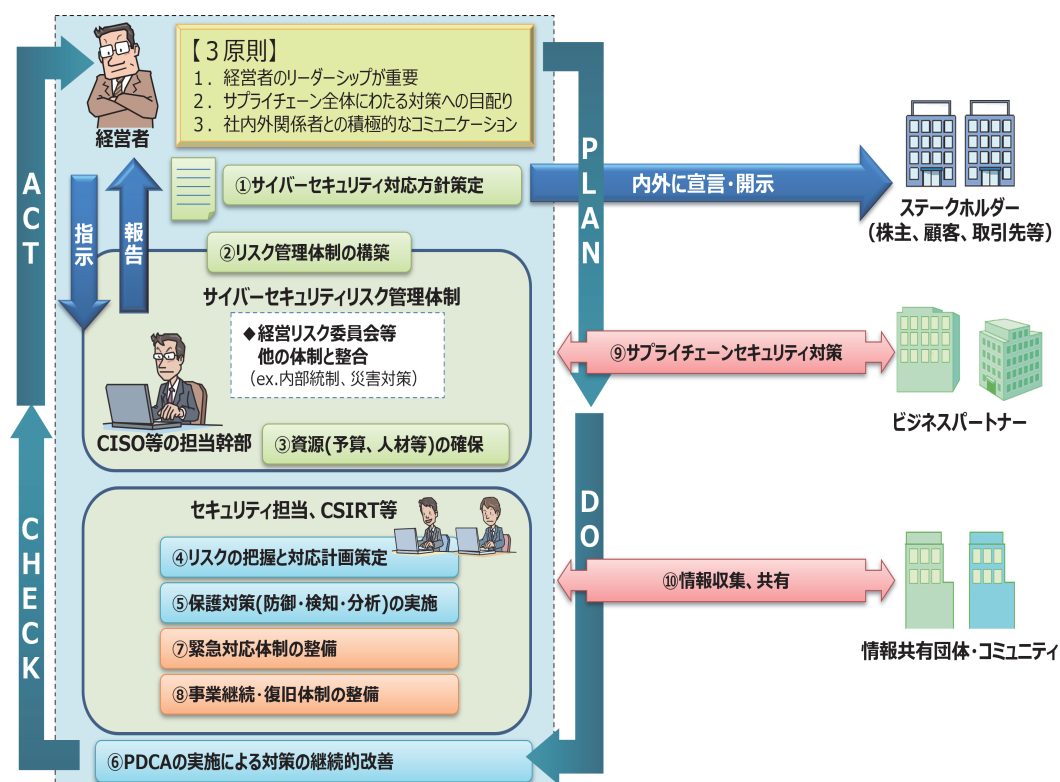 【3原則】
1．経営者のリーダーシップが重要
2．サプライチェーン全体にわたる対策への目配り
3．社内外関係者との積極的なコミュニケーション
経営者
ACT
PLAN
①サイバーセキュリティ対応方針策定
内外に宣言・開示
ステークホルダー
(株主、顧客、取引先等)
指示
報告
②リスク管理体制の構築
サイバーセキュリティリスク管理体制
◆経営リスク委員会等
他の体制と整合
(ex.内部統制、災害対策)
⑨サプライチェーンセキュリティ対策
ビジネスパートナー
CISO等の担当幹部
③資源(予算、人材等)の確保
CHECK
DO
セキュリティ担当、CSIRT等
④リスクの把握と対応計画策定
⑤保護対策(防御・検知・分析)の実施
⑦緊急対応体制の整備
⑧事業継続・復旧体制の整備
⑩情報収集、共有
情報共有団体・コミュニティ
⑥PDCAの実施による対策の継続的改善